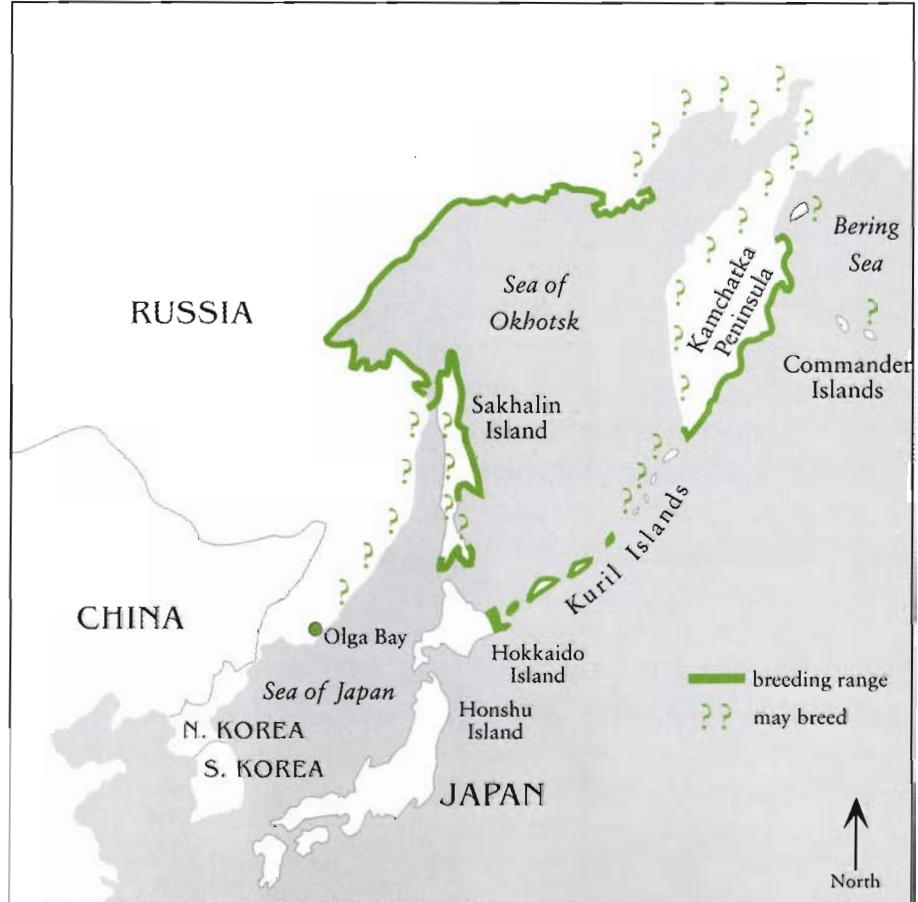 RUSSIA
Sea of
Okhotsk
Bering
Sea
Kamchatka
Peninsula
Commander
Islands
Sakhalin
Island
Kuril Islands
CHINA
Olga Bay
Hokkaido
Island
Sea of Japan
Honshu
Island
N. KOREA
S. KOREA
JAPAN
breeding range
? ? may breed
North